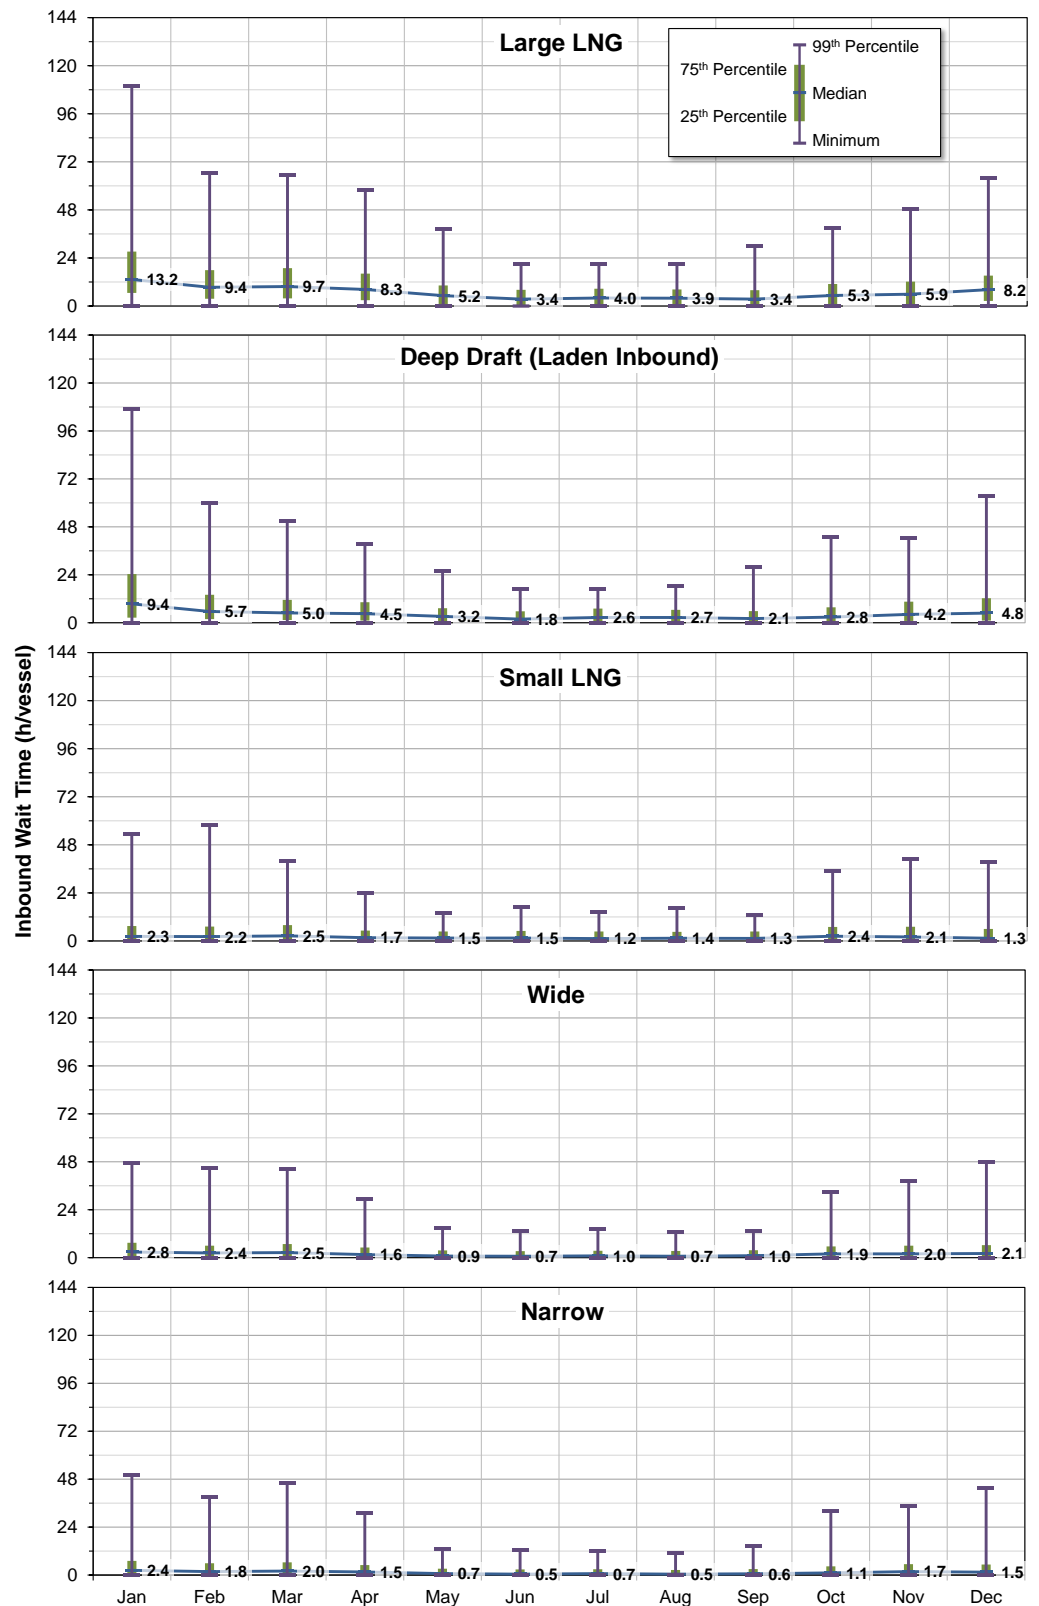 144
120
96
72
48
24
0
Large LNG
99th Percentile
75th Percentile
Median
25th Percentile
Minimum
13.2 9.4 9.7 8.3 5.2 3.4 4.0 3.9 3.4 5.3 5.9 8.2
144
120
96
72
48
24
0
Deep Draft (Laden Inbound)
9.4 5.7 5.0 4.5 3.2 1.8 2.6 2.7 2.1 2.8 4.2 4.8
Inbound Wait Time (h/vessel)
144
120
96
72
48
24
0
Small LNG
2.3 2.2 2.5 1.7 1.5 1.5 1.2 1.4 1.3 2.4 2.1 1.3
144
120
96
72
48
24
0
Wide
2.8 2.4 2.5 1.6 0.9 0.7 1.0 0.7 1.0 1.9 2.0 2.1
144
120
96
72
48
24
0
Narrow
2.4 1.8 2.0 1.5 0.7 0.5 0.7 0.5 0.6 1.1 1.7 1.5
Jan Feb Mar Apr May Jun Jul Aug Sep Oct Nov Dec